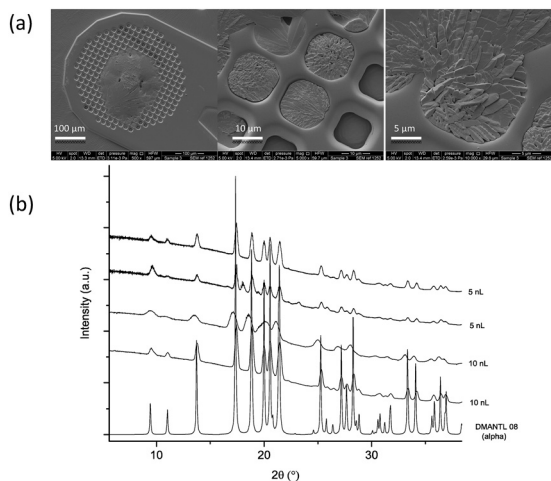 (a)
100 µm
10 µm
5 µm
(b)
Intensity (a.u.)
5 nL
5 nL
10 nL
10 nL
DMANTL 08
(alpha)
10 20 30
2θ (°)